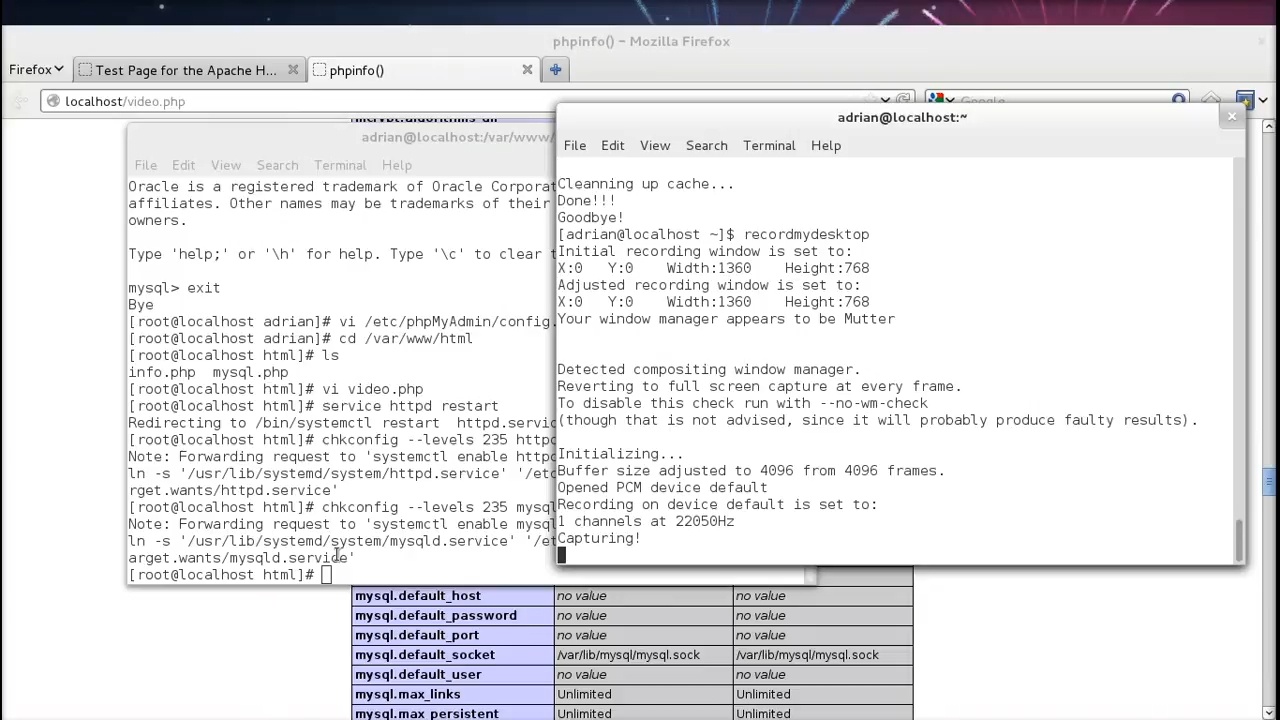 phpinfo() - Mozilla Firefox
Firefox
Test Page for the Apache H...
phpinfo()
localhost/video.php
Google
adrian@localhost:/var/www/
File Edit View Search Terminal Help
Oracle is a registered trademark of Oracle Corporat
affiliates. Other names may be trademarks of their
owners.
Type 'help;' or '\h' for help. Type '\c' to clear t
mysql> exit
Bye
[root@localhost adrian]# vi /etc/phpMyAdmin/config.
[root@localhost adrian]# cd /var/www/html
[root@localhost html]# ls
info.php  mysql.php
[root@localhost html]# vi video.php
[root@localhost html]# service httpd restart
Redirecting to /bin/systemctl restart  httpd.servic
[root@localhost html]# chkconfig --levels 235 httpd
Note: Forwarding request to 'systemctl enable httpd
ln -s '/usr/lib/systemd/system/httpd.service' '/etc
rget.wants/httpd.service'
[root@localhost html]# chkconfig --levels 235 mysql
Note: Forwarding request to 'systemctl enable mysql
ln -s '/usr/lib/systemd/system/mysqld.service' '/et
arget.wants/mysqld.service'
[root@localhost html]#
adrian@localhost:~
File Edit View Search Terminal Help
Cleanning up cache...
Done!!!
Goodbye!
[adrian@localhost ~]$ recordmydesktop
Initial recording window is set to:
X:0   Y:0    Width:1360    Height:768
Adjusted recording window is set to:
X:0   Y:0    Width:1360    Height:768
Your window manager appears to be Mutter
Detected compositing window manager.
Reverting to full screen capture at every frame.
To disable this check run with --no-wm-check
(though that is not advised, since it will probably produce faulty results).
Initializing...
Buffer size adjusted to 4096 from 4096 frames.
Opened PCM device default
Recording on device default is set to:
1 channels at 22050Hz
Capturing!
mysql.default_host no value no value
mysql.default_password no value no value
mysql.default_port no value no value
mysql.default_socket /var/lib/mysql/mysql.sock /var/lib/mysql/mysql.sock
mysql.default_user no value no value
mysql.max_links Unlimited Unlimited
mysql.max_persistent Unlimited Unlimited